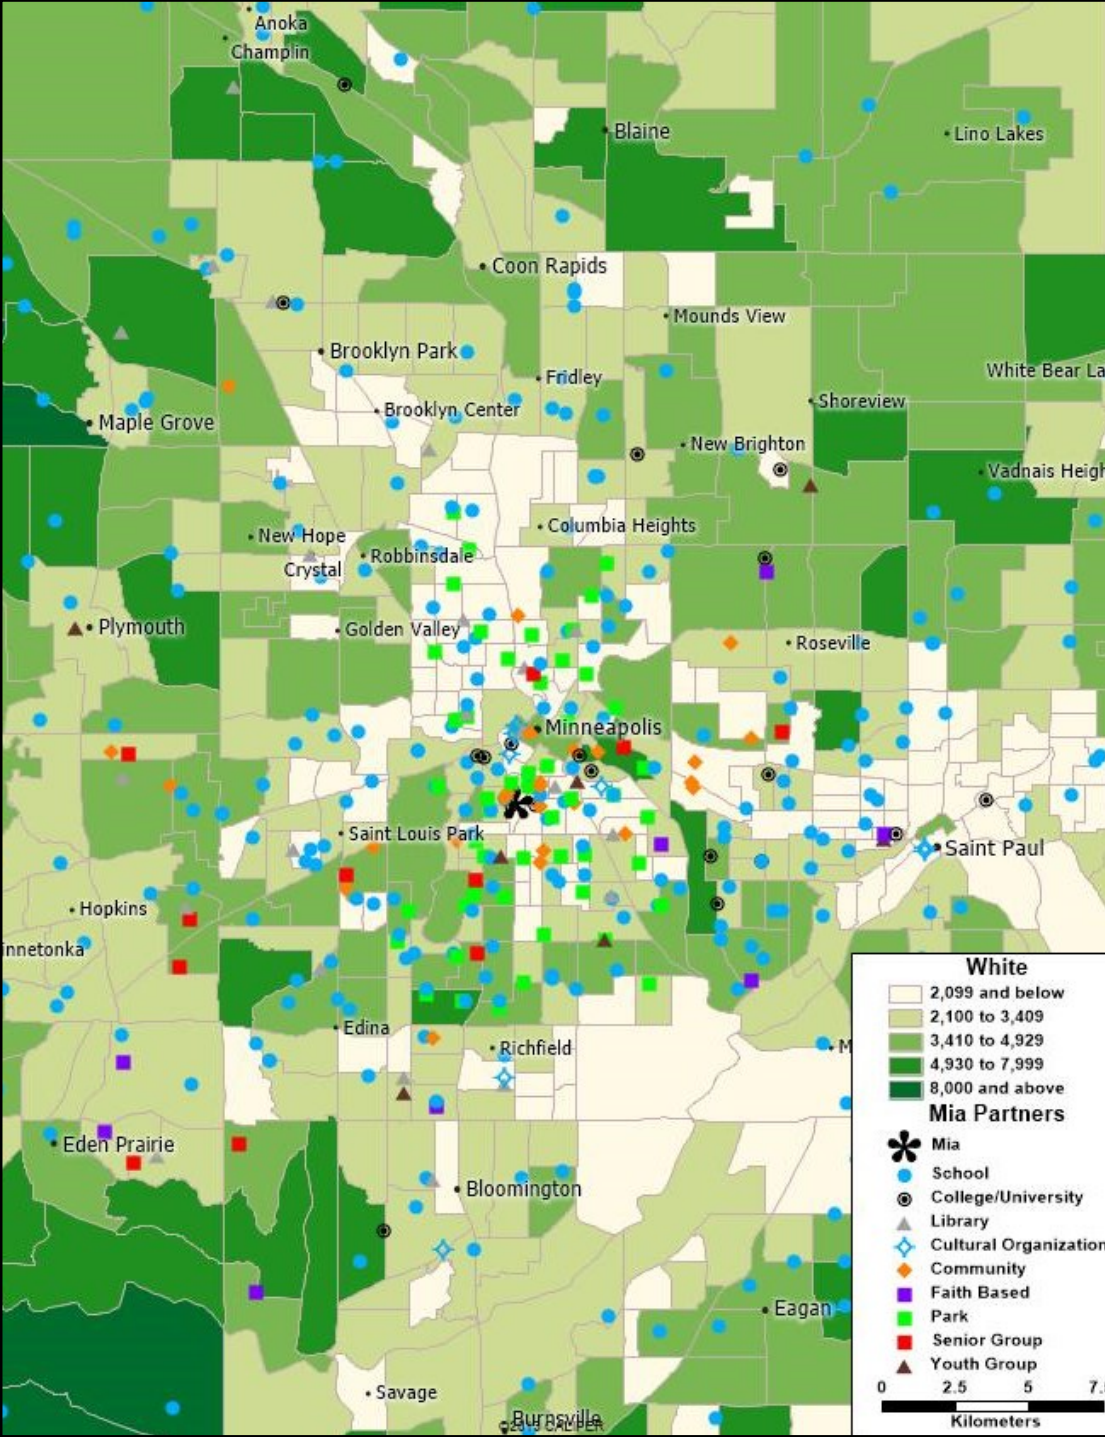 Anoka
Champlin
Blaine
Lino Lakes
Coon Rapids
Mounds View
Brooklyn Park
White Bear La
Fridley
Shoreview
Brooklyn Center
Maple Grove
New Brighton
Vadnais Heigh
Columbia Heights
New Hope
Robbinsdale
Crystal
Plymouth
Golden Valley
Roseville
Minneapolis
Saint Louis Park
Saint Paul
Hopkins
innetonka
Edina
Richfield
M
Eden Prairie
Bloomington
Eagan
Savage
Burnsville
©2015 CALIPER
White
2,099 and below
2,100 to 3,409
3,410 to 4,929
4,930 to 7,999
8,000 and above
Mia Partners
Mia
School
College/University
Library
Cultural Organization
Community
Faith Based
Park
Senior Group
Youth Group
0 2.5 5 7.5
Kilometers